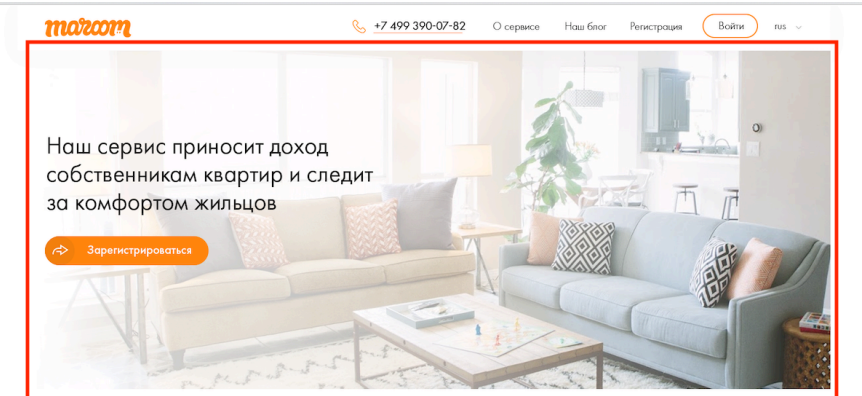 maroom
+7 499 390-07-82
О сервисе
Наш блог
Регистрация
Войти
rus
Наш сервис приносит доход
собственникам квартир и следит
за комфортом жильцов
Зарегистрироваться